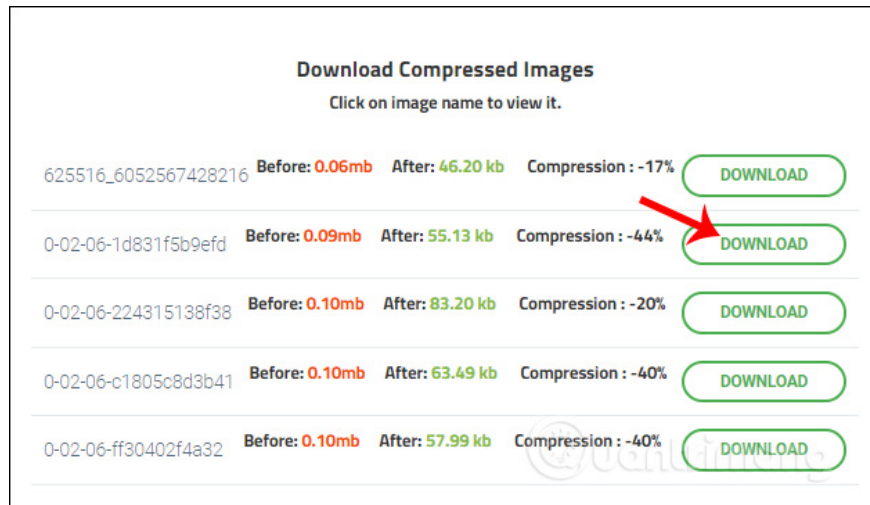 Download Compressed Images
Click on image name to view it.
625516_6052567428216 Before: 0.06mb After: 46.20 kb Compression : -17% DOWNLOAD
0-02-06-1d831f5b9efd Before: 0.09mb After: 55.13 kb Compression : -44% DOWNLOAD
0-02-06-224315138f38 Before: 0.10mb After: 83.20 kb Compression : -20% DOWNLOAD
0-02-06-c1805c8d3b41 Before: 0.10mb After: 63.49 kb Compression : -40% DOWNLOAD
0-02-06-ff30402f4a32 Before: 0.10mb After: 57.99 kb Compression : -40% DOWNLOAD
Quantrimang